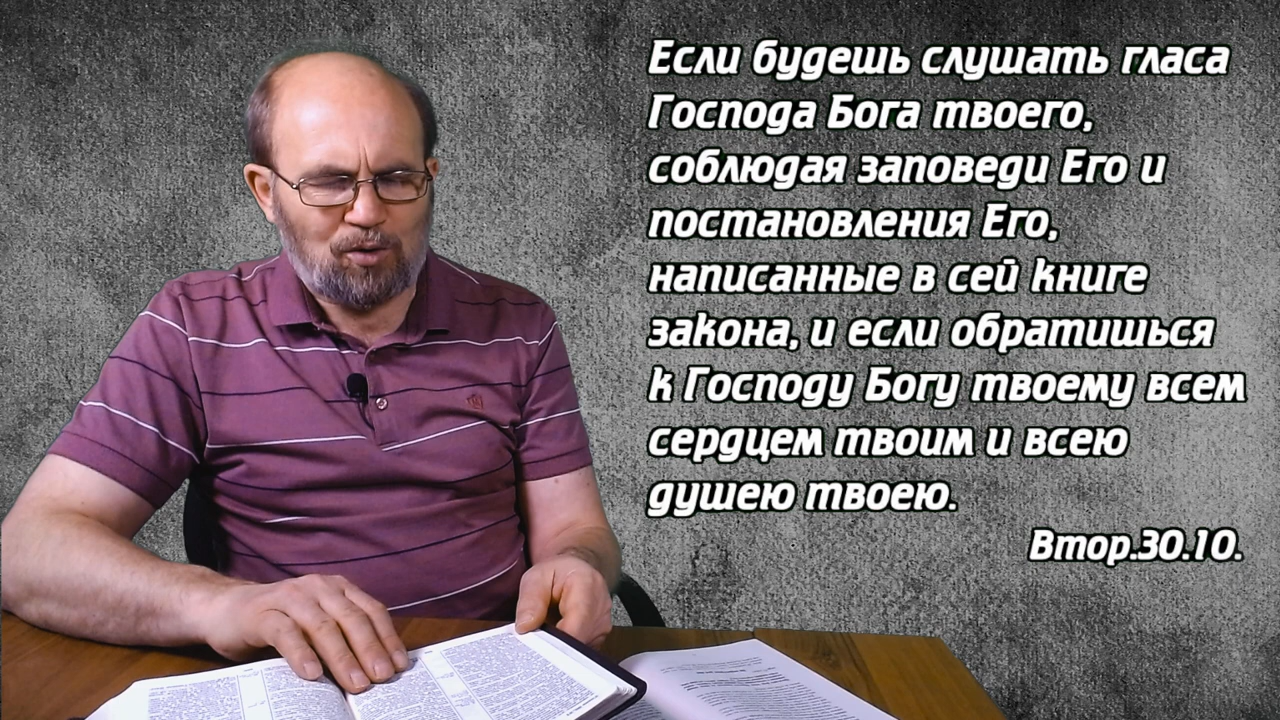 Если будешь слушать гласа
Господа Бога твоего,
соблюдая заповеди Его и
постановления Его,
написанные в сей книге
закона, и если обратишься
к Господу Богу твоему всем
сердцем твоим и всею
душею твоею.
Втор.30.10.